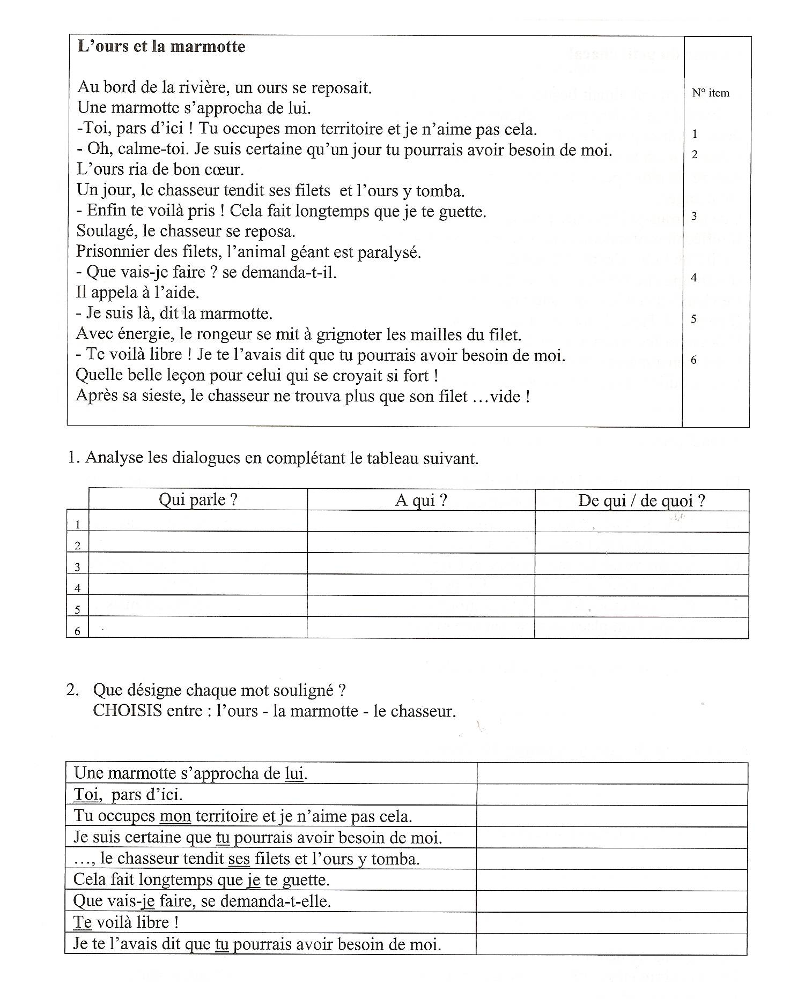 L’ours et la marmotte
Au bord de la rivière, un ours se reposait.
N° item
Une marmotte s’approcha de lui.
-Toi, pars d’ici ! Tu occupes mon territoire et je n’aime pas cela.
1
- Oh, calme-toi. Je suis certaine qu’un jour tu pourrais avoir besoin de moi.
2
L’ours ria de bon cœur.
Un jour, le chasseur tendit ses filets et l’ours y tomba.
- Enfin te voilà pris ! Cela fait longtemps que je te guette.
3
Soulagé, le chasseur se reposa.
Prisonnier des filets, l’animal géant est paralysé.
- Que vais-je faire ? se demanda-t-il.
4
Il appela à l’aide.
- Je suis là, dit la marmotte.
5
Avec énergie, le rongeur se mit à grignoter les mailles du filet.
- Te voilà libre ! Je te l’avais dit que tu pourrais avoir besoin de moi.
6
Quelle belle leçon pour celui qui se croyait si fort !
Après sa sieste, le chasseur ne trouva plus que son filet …vide !
1. Analyse les dialogues en complétant le tableau suivant.
Qui parle ? A qui ? De qui / de quoi ?
1
2
3
4
5
6
2. Que désigne chaque mot souligné ?
CHOISIS entre : l’ours - la marmotte - le chasseur.
Une marmotte s’approcha de lui.
Toi, pars d’ici.
Tu occupes mon territoire et je n’aime pas cela.
Je suis certaine que tu pourrais avoir besoin de moi.
…, le chasseur tendit ses filets et l’ours y tomba.
Cela fait longtemps que je te guette.
Que vais-je faire, se demanda-t-elle.
Te voilà libre !
Je te l’avais dit que tu pourrais avoir besoin de moi.